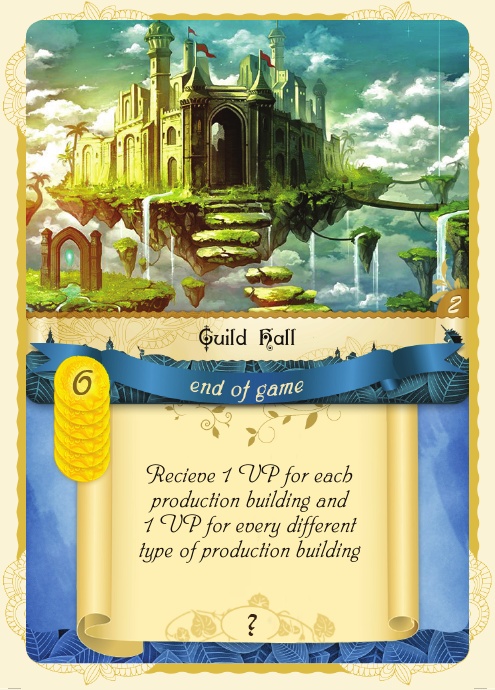 2
Guild Hall
end of game
6
Recieve 1 VP for each
production building and
1 VP for every different
type of production building
?